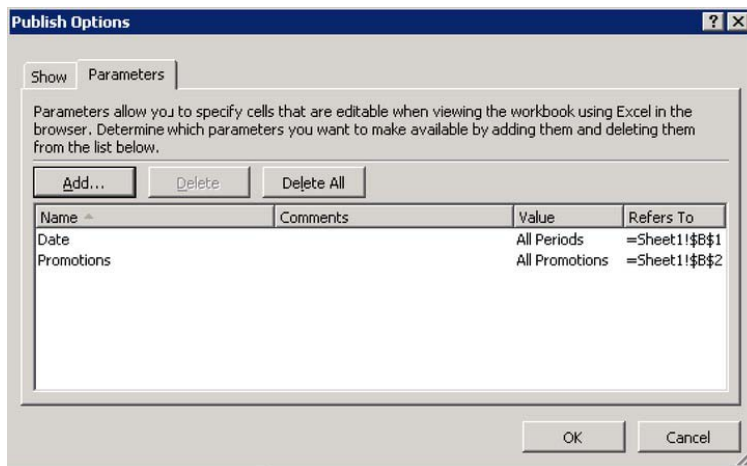 Publish Options
Show Parameters
Parameters allow you to specify cells that are editable when viewing the workbook using Excel in the
browser. Determine which parameters you want to make available by adding them and deleting them
from the list below.
Add... Delete Delete All
Name Comments Value Refers To
Date All Periods =Sheet1!$B$1
Promotions All Promotions =Sheet1!$B$2
OK Cancel